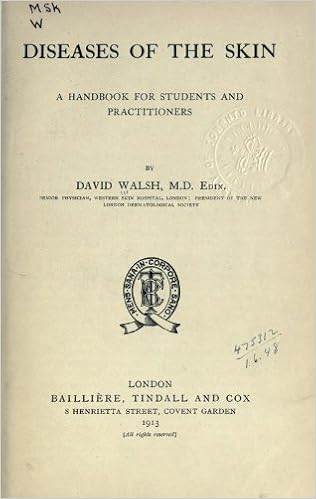 MSK
W
DISEASES OF THE SKIN
A HANDBOOK FOR STUDENTS AND
PRACTITIONERS
BY
DAVID WALSH, M.D. EDIN.
SENIOR PHYSICIAN, WESTERN SKIN HOSPITAL, LONDON; PRESIDENT OF THE NEW
LONDON DERMATOLOGICAL SOCIETY
MENS·SANA·IN·CORPORE·SANO
475312
1.6.48
LONDON
BAILLIÈRE, TINDALL AND COX
8 HENRIETTA STREET, COVENT GARDEN
1913
[All rights reserved]